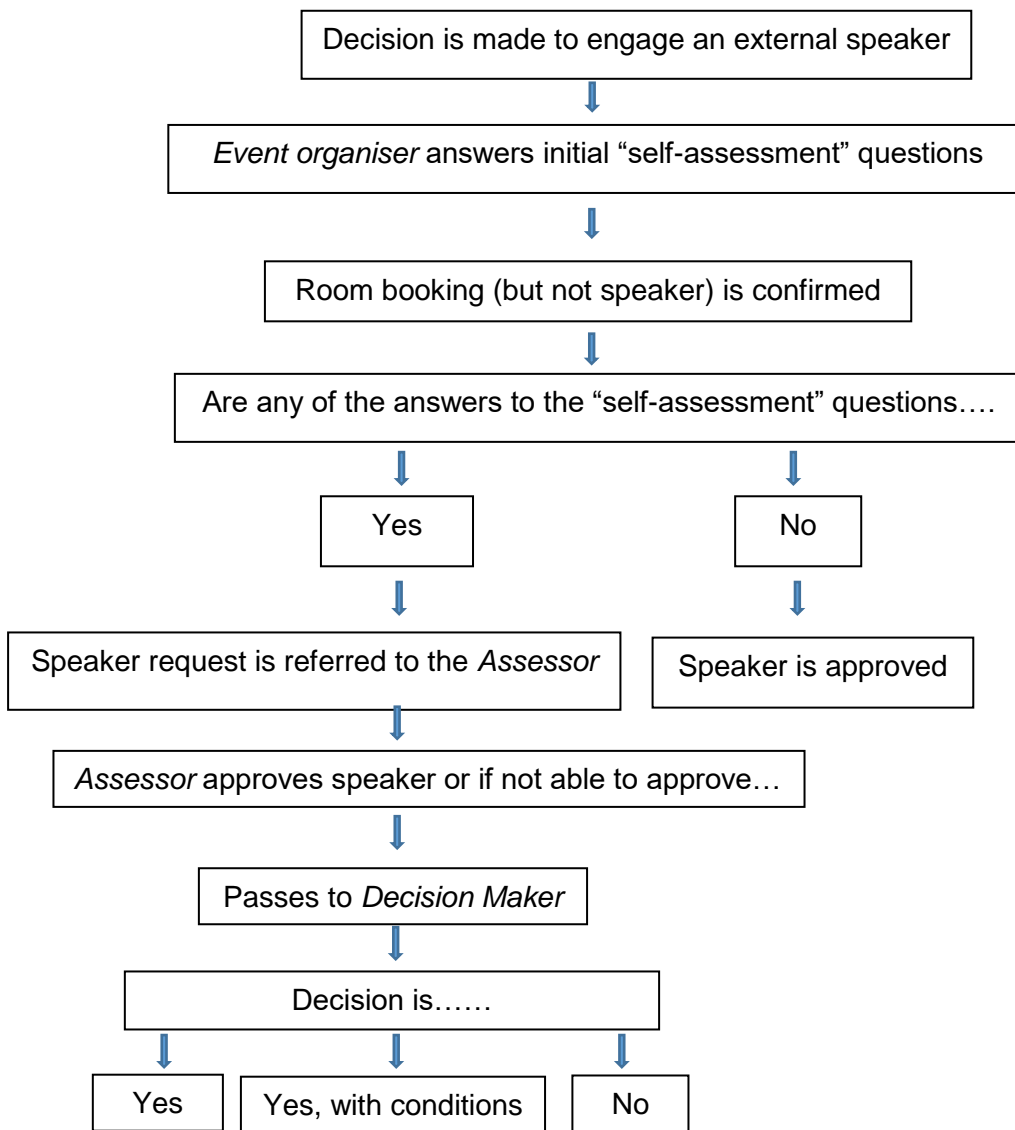 Decision is made to engage an external speaker
Event organiser answers initial “self-assessment” questions
Room booking (but not speaker) is confirmed
Are any of the answers to the “self-assessment” questions….
Yes
No
Speaker request is referred to the Assessor
Speaker is approved
Assessor approves speaker or if not able to approve…
Passes to Decision Maker
Decision is……
Yes
Yes, with conditions
No